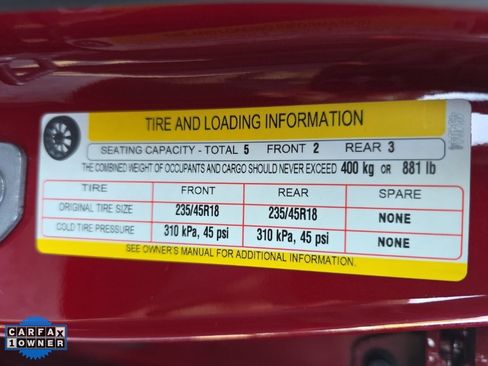 TIRE AND LOADING INFORMATION
SEATING CAPACITY - TOTAL 5 FRONT 2 REAR 3
THE COMBINED WEIGHT OF OCCUPANTS AND CARGO SHOULD NEVER EXCEED 400 kg OR 881 lb
TIRE FRONT REAR SPARE
ORIGINAL TIRE SIZE 235/45R18 235/45R18 NONE
COLD TIRE PRESSURE 310 kPa, 45 psi 310 kPa, 45 psi NONE
SEE OWNER'S MANUAL FOR ADDITIONAL INFORMATION.
CARFAX
1 OWNER